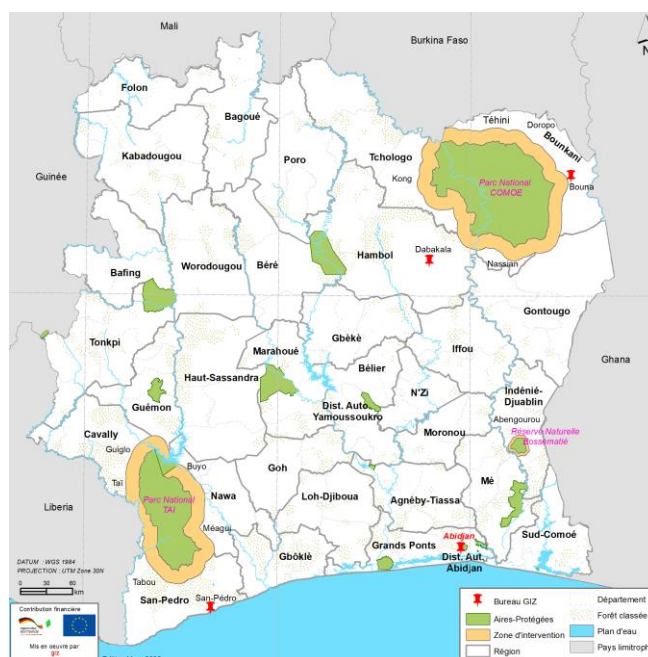 Mali
Burkina Faso
N
Folon
Bagoué
Téhini
Doropo
Bounkani
Kabadougou
Poro
Tchologo
Kong
Guinée
Parc National
COMOE
Bouna
Hambol
Dabakala
Nassian
Bafing
Worodougou
Béré
Gontougo
Tonkpi
Gbèkè
Iffou
Marahoué
Haut-Sassandra
Bélier
Ghana
Guémon
Dist. Auto.
Yamoussoukro
N'Zi
Indénié-
Djuablin
Cavally
Moronou
Abengourou
Réserve Naturelle
Bossematié
Guiglo
Buyo
Goh
Taï
Mé
Liberia
Parc National
TAI
Nawa
Loh-Djiboua
Agnéby-Tiassa
Méagui
Sud-Comoé
Gbôklè
Grands Ponts
Abidjan
Dist. Aut.
Abidjan
DATUM : WGS 1984
PROJECTION : UTM Zone 30N
0 30 60
km
Tabou
San-Pedro
San-Pédro
Contribution financière
Mis en oeuvre par
giz
Bureau GIZ
Aires-Protégées
Zone d'intervention
Région
Département
Forêt classée
Plan d'eau
Pays limitroph